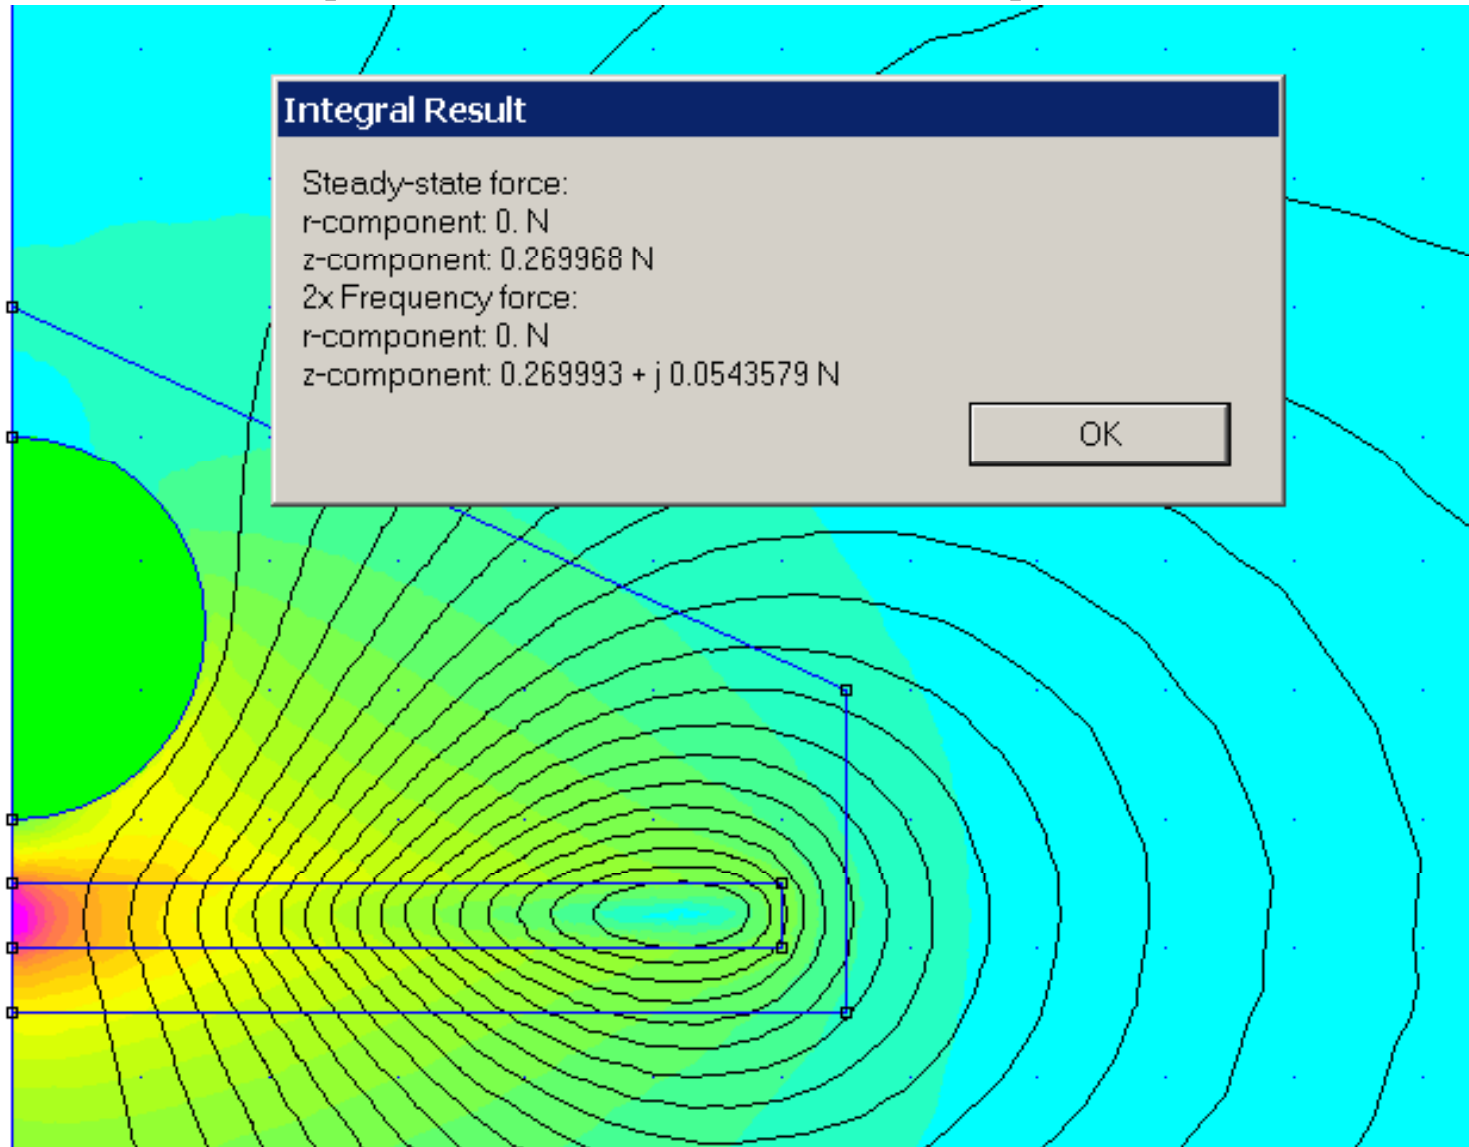 Integral Result
Steady-state force:
r-component: 0. N
z-component: 0.269968 N
2x Frequency force:
r-component: 0. N
z-component: 0.269993 + j 0.0543579 N
OK